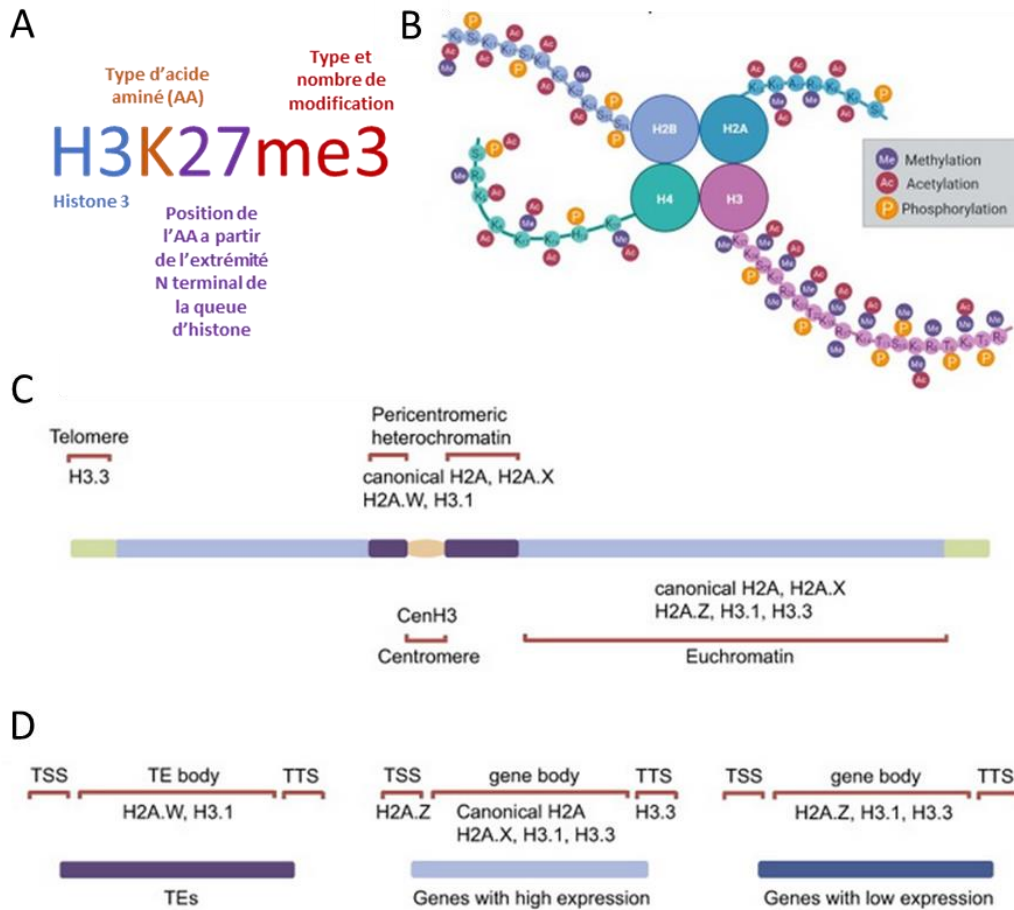 A
Type d'acide
aminé (AA)
Type et
nombre de
modification
H3K27me3
Histone 3
Position de
l'AA a partir
de l'extrémité
N terminal de
la queue
d'histone
B
H2B
H2A
H4
H3
Me Methylation
Ac Acetylation
P Phosphorylation
C
Telomere
H3.3
Pericentromeric
heterochromatin
canonical H2A, H2A.X
H2A.W, H3.1
CenH3
Centromere
canonical H2A, H2A.X
H2A.Z, H3.1, H3.3
Euchromatin
D
TSS TE body TTS
H2A.W, H3.1
TEs
TSS gene body TTS
H2A.Z Canonical H2A H3.3
H2A.X, H3.1, H3.3
Genes with high expression
TSS gene body TTS
H2A.Z, H3.1, H3.3
Genes with low expression